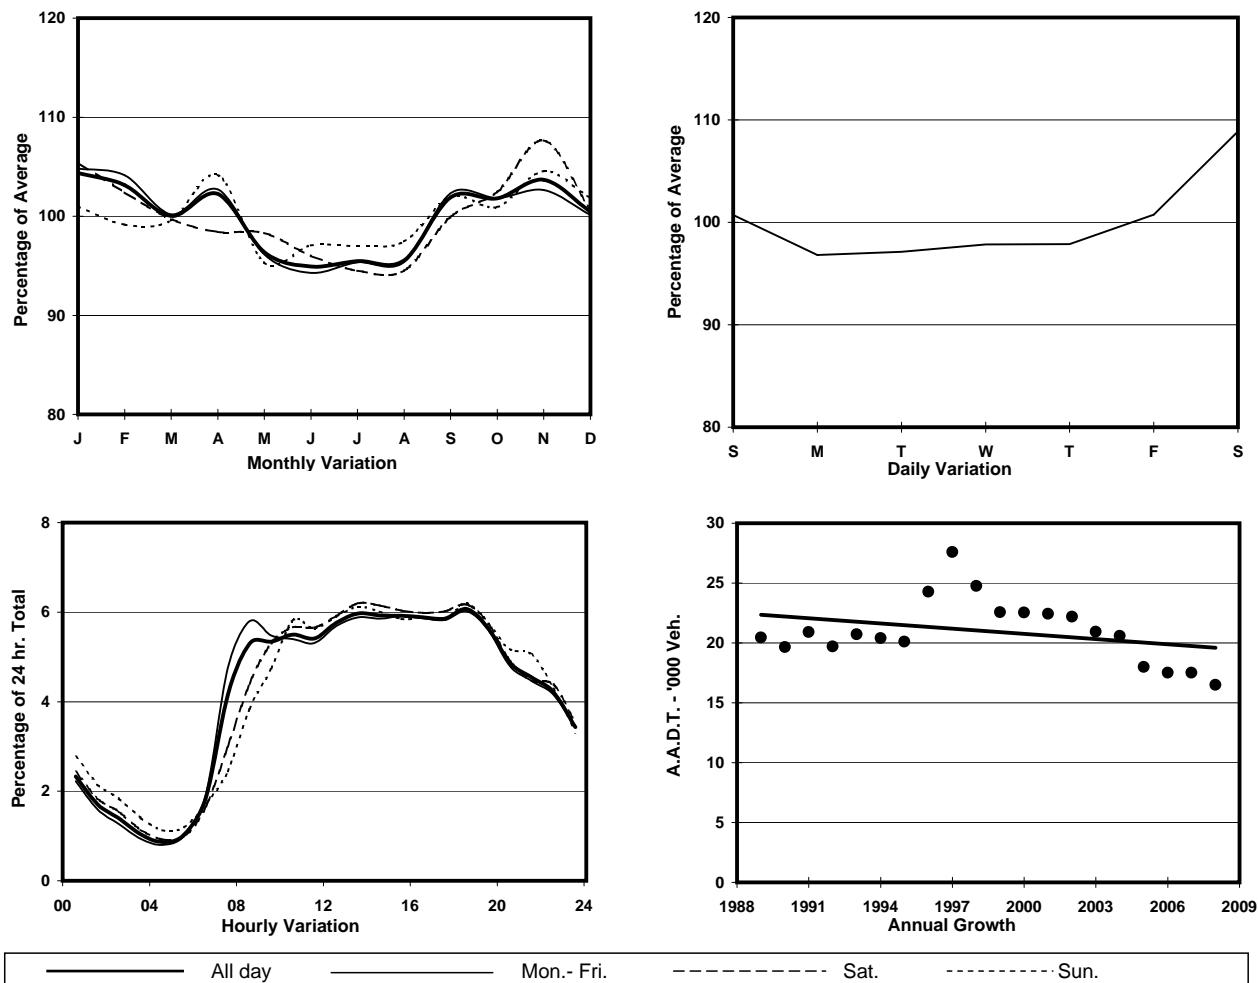 120
110
100
90
80
Percentage of Average
J F M A M J J A S O N D
Monthly Variation
120
110
100
90
80
Percentage of Average
S M T W T F S
Daily Variation
8
6
4
2
0
Percentage of 24 hr. Total
00 04 08 12 16 20 24
Hourly Variation
30
25
20
15
10
5
0
A.A.D.T. - '000 Veh.
1988 1991 1994 1997 2000 2003 2006 2009
Annual Growth
All day Mon.- Fri. Sat. Sun.